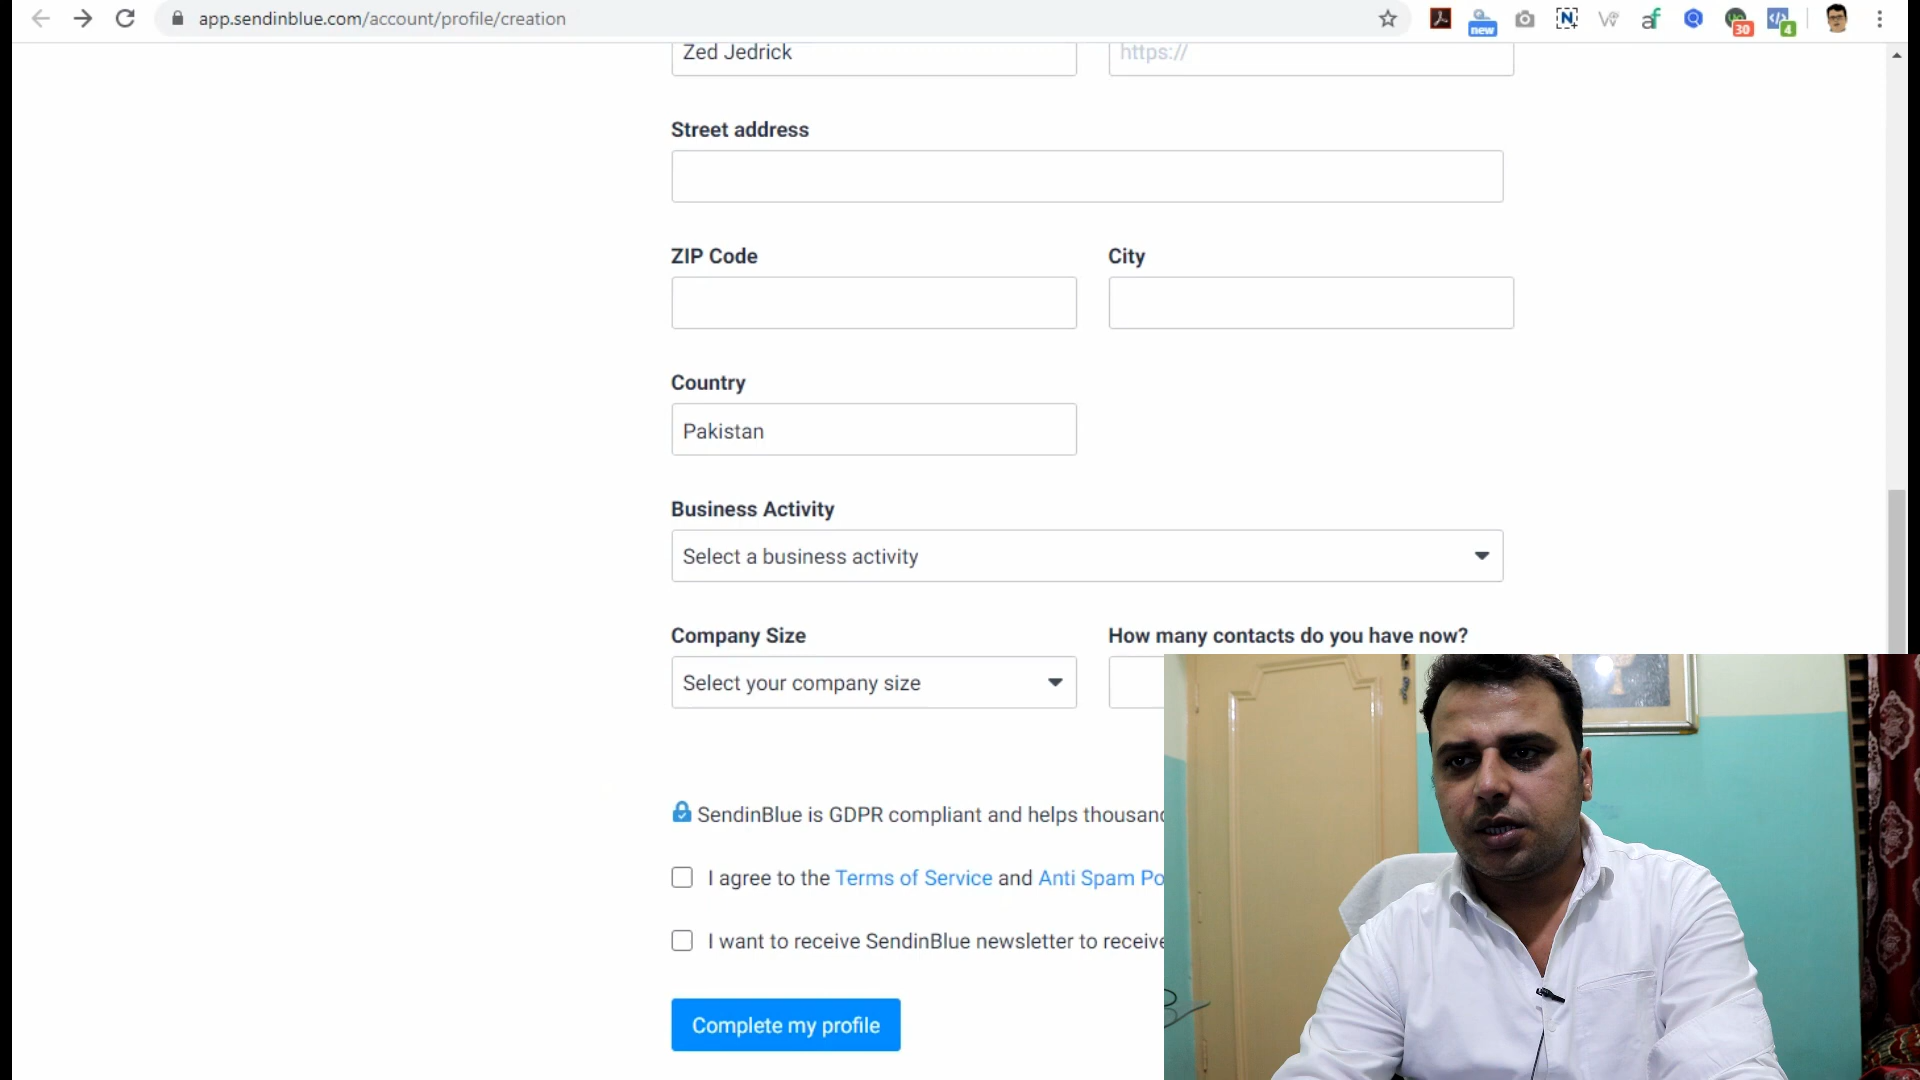 app.sendinblue.com/account/profile/creation
new
30
4
Zed Jedrick
https://
Street address
ZIP Code
City
Country
Pakistan
Business Activity
Select a business activity
Company Size
How many contacts do you have now?
Select your company size
SendinBlue is GDPR compliant and helps thousand
I agree to the Terms of Service and Anti Spam Po
I want to receive SendinBlue newsletter to receive
Complete my profile